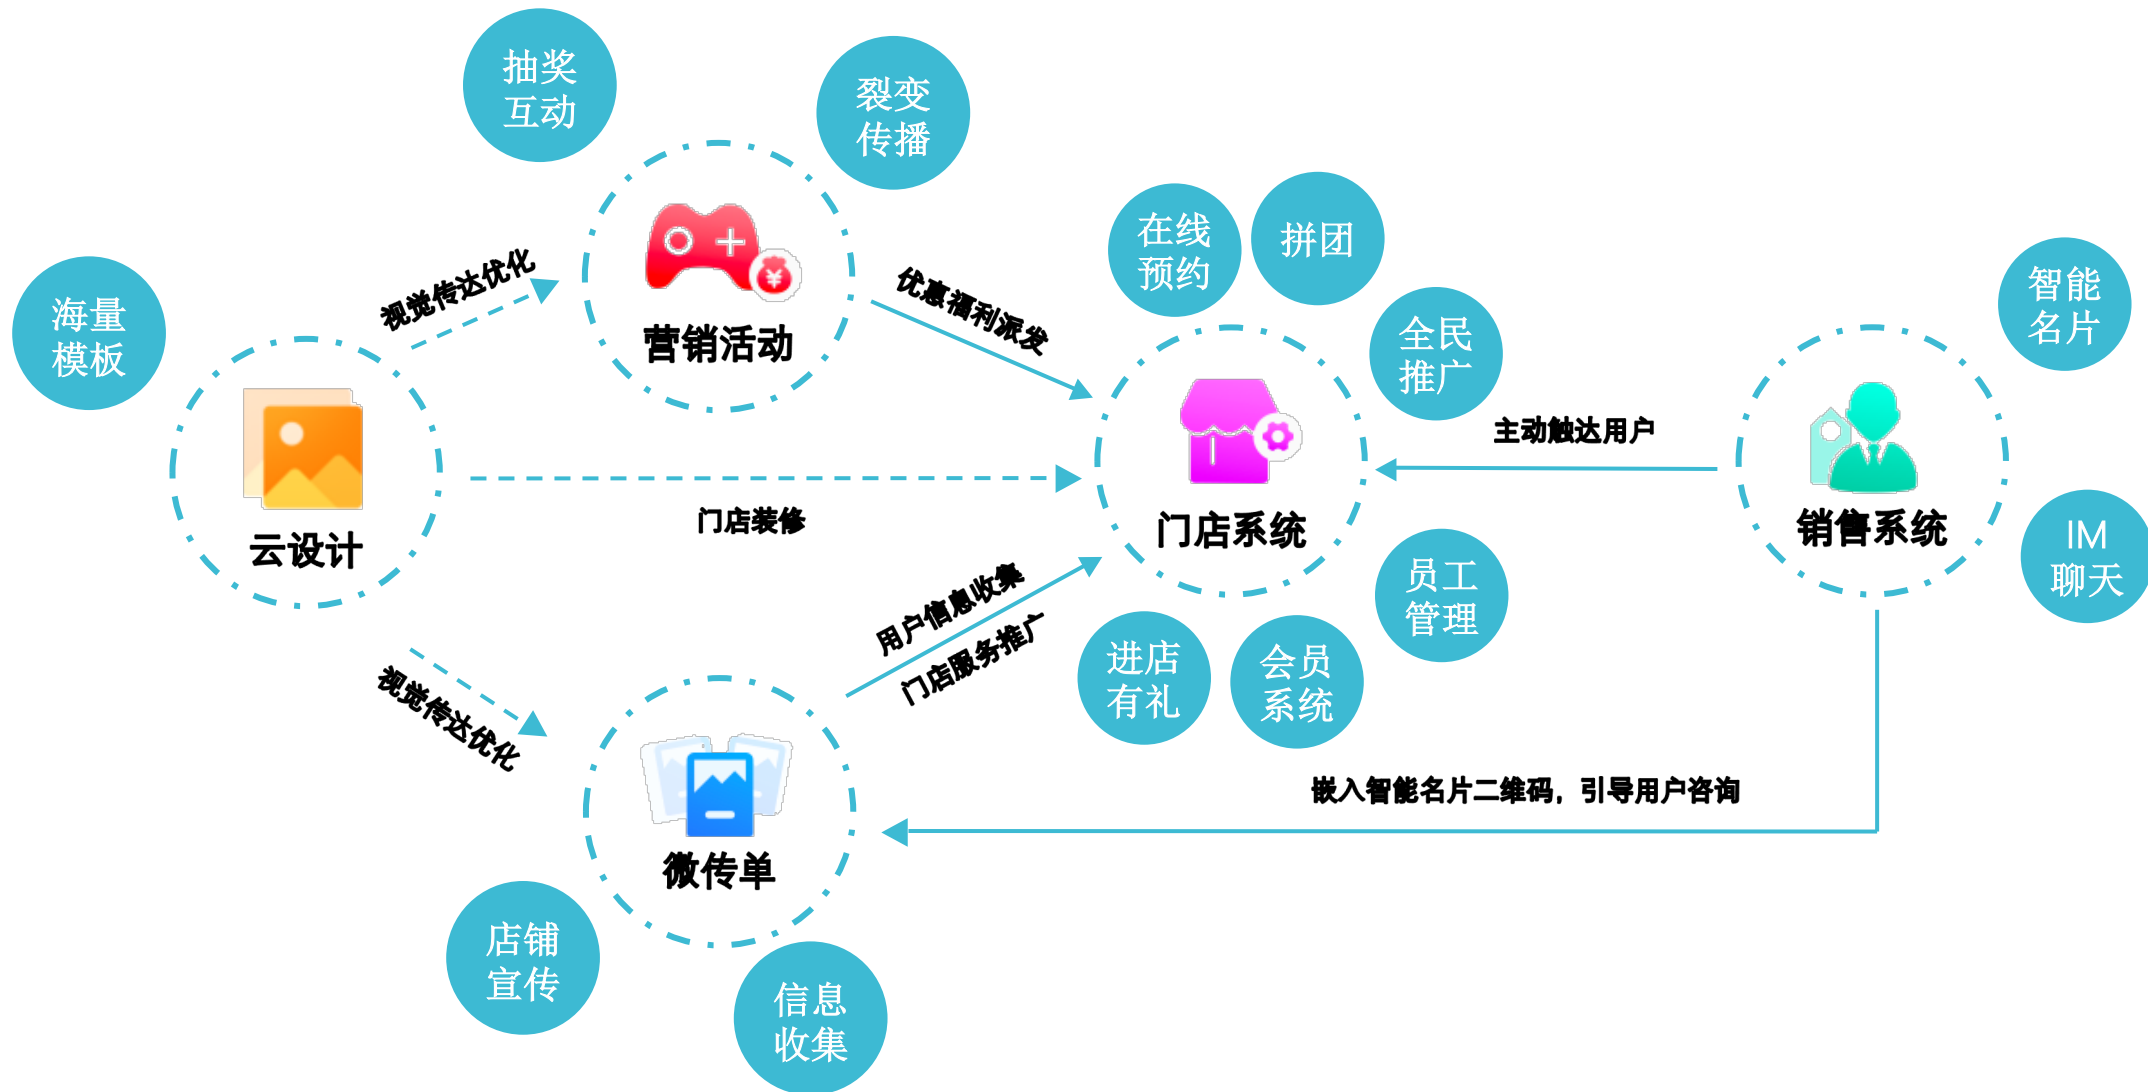 抽奖
互动
裂变
传播
海量
模板
视觉传达优化
营销活动
优惠福利派发
在线
预约
拼团
全民
推广
智能
名片
主动触达用户
云设计
门店装修
门店系统
销售系统
IM
聊天
员工
管理
用户信息收集
门店服务推广
进店
有礼
会员
系统
视觉传达优化
嵌入智能名片二维码，引导用户咨询
微传单
店铺
宣传
信息
收集